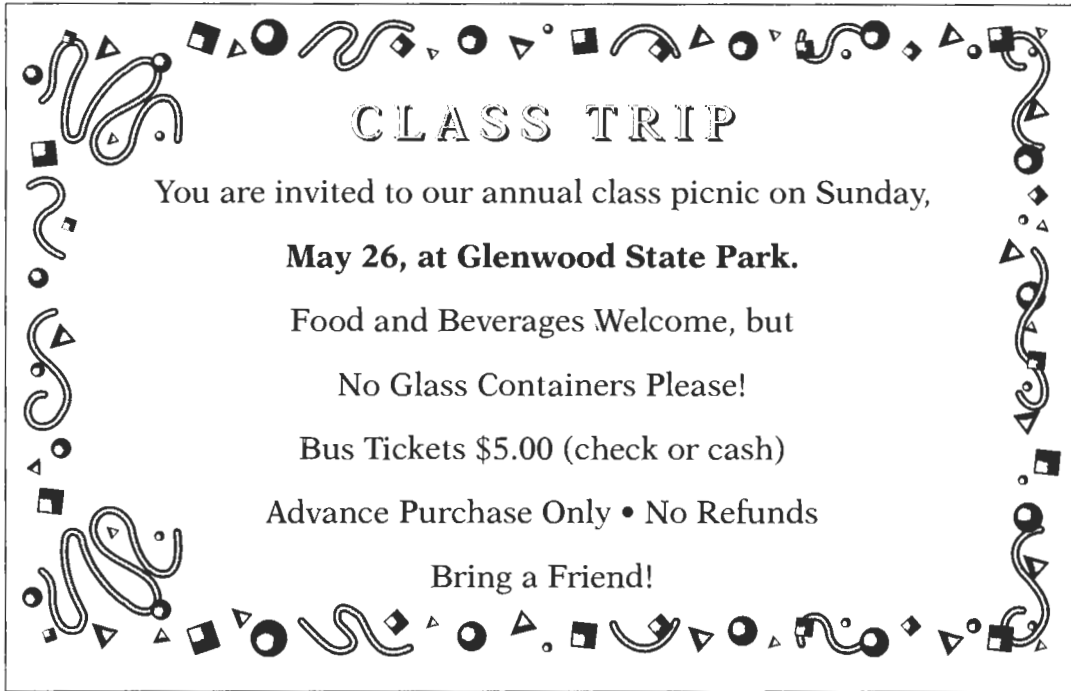 CLASS TRIP
You are invited to our annual class picnic on Sunday,
May 26, at Glenwood State Park.
Food and Beverages Welcome, but
No Glass Containers Please!
Bus Tickets $5.00 (check or cash)
Advance Purchase Only • No Refunds
Bring a Friend!